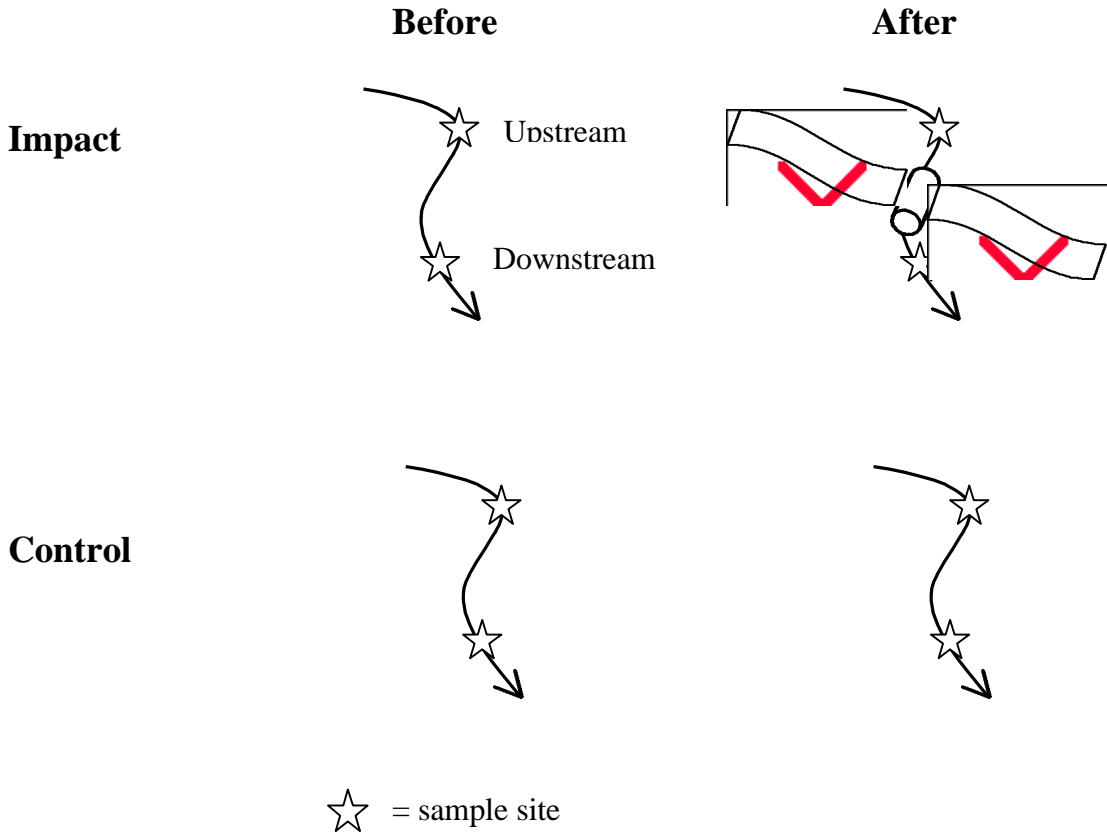 Before After
Impact
Upstream
Downstream
Control
= sample site